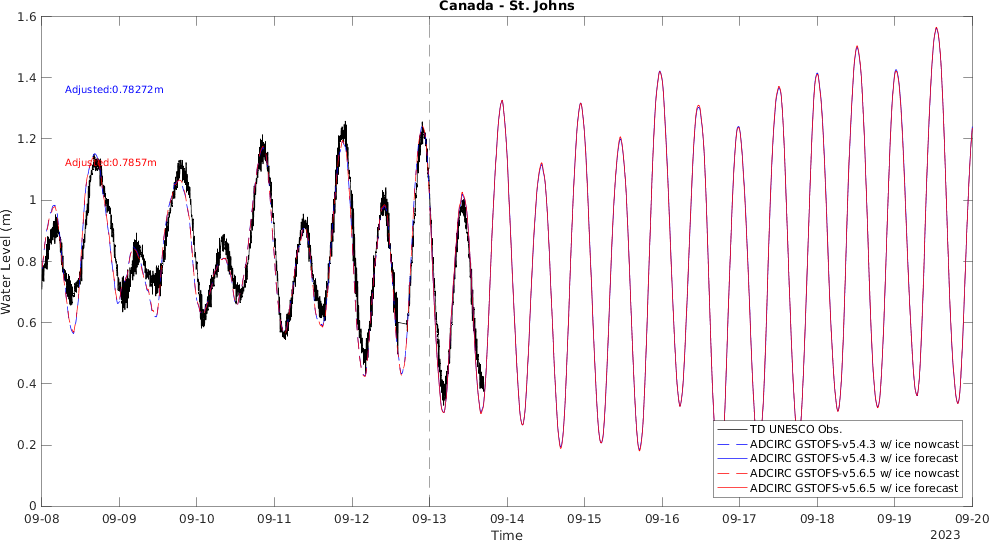 Canada - St. Johns
1.6
1.4
1.2
1
0.8
0.6
0.4
0.2
0
Water Level (m)
Adjusted:0.78272m
Adjusted:0.7857m
TD UNESCO Obs.
ADCIRC GSTOFS-v5.4.3 w/ ice nowcast
ADCIRC GSTOFS-v5.4.3 w/ ice forecast
ADCIRC GSTOFS-v5.6.5 w/ ice nowcast
ADCIRC GSTOFS-v5.6.5 w/ ice forecast
09-08 09-09 09-10 09-11 09-12 09-13 09-14 09-15 09-16 09-17 09-18 09-19 09-20
Time
2023